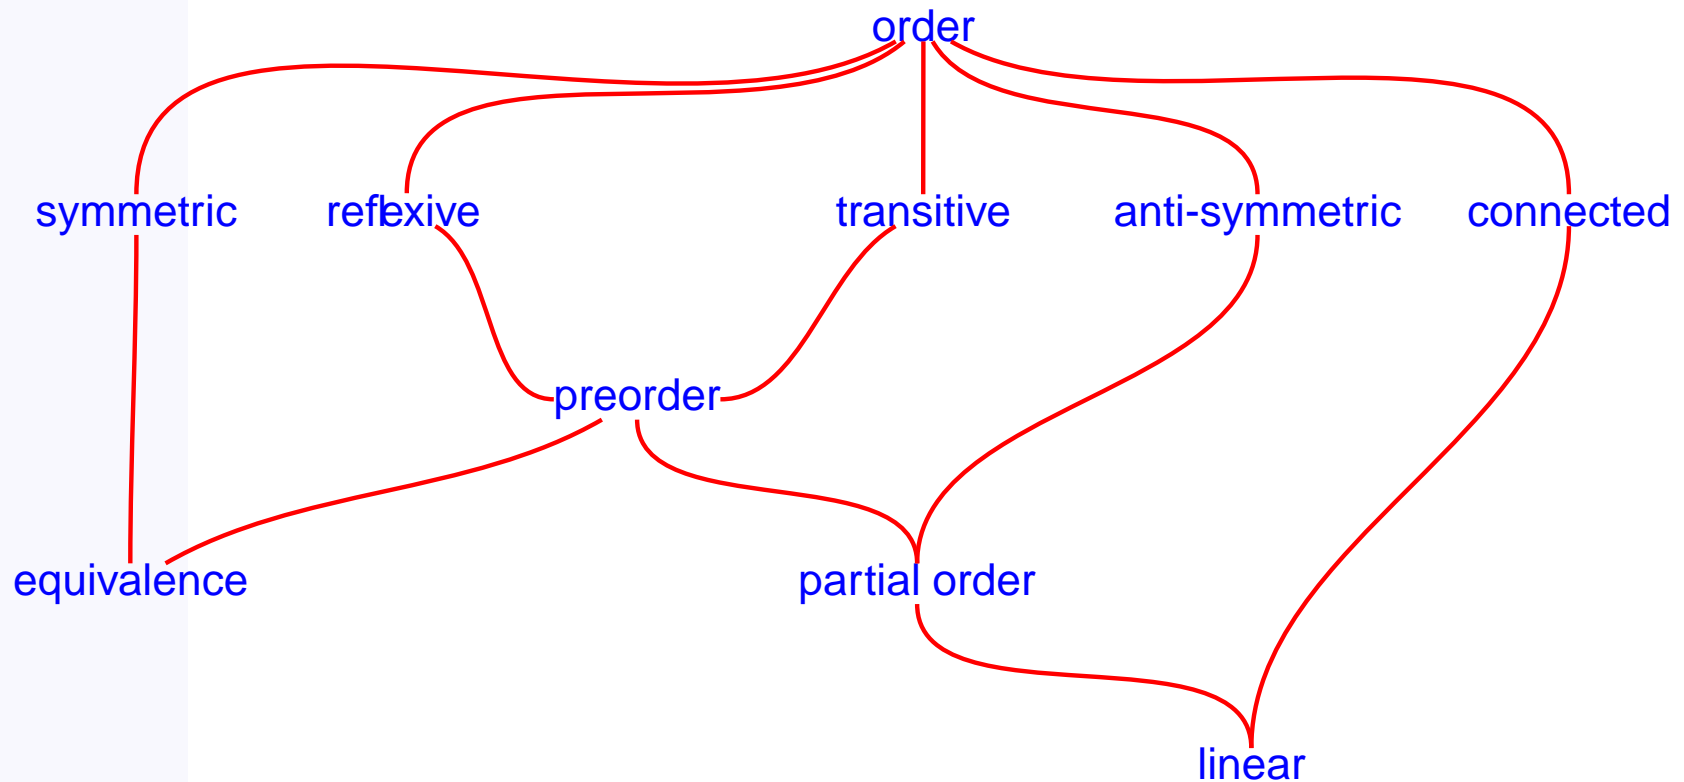 order
symmetric reflexive transitive anti-symmetric connected
preorder
equivalence partial order
linear